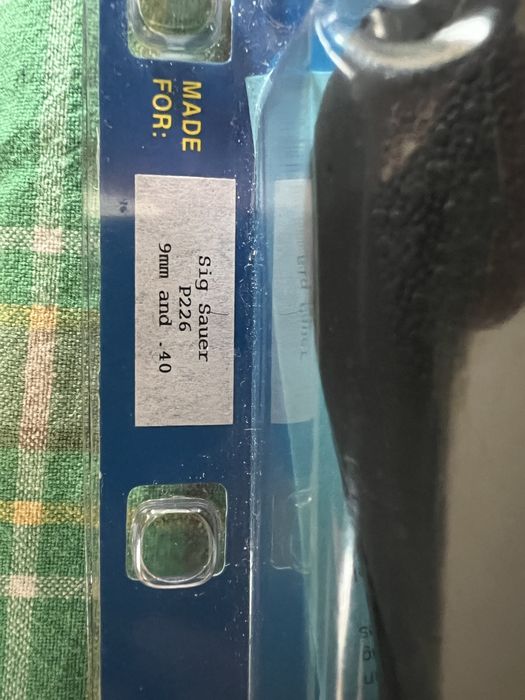 MADE
FOR:
Sig Sauer
P226
9mm and .40